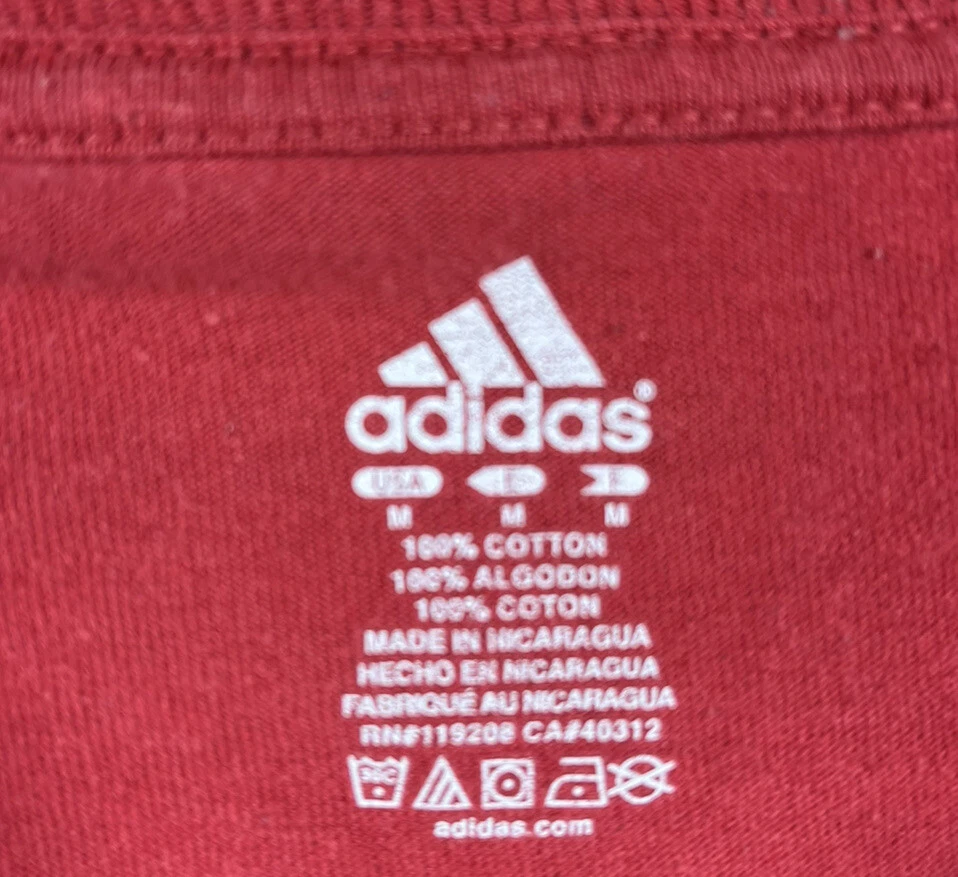 adidas®
USA E F
M M M
100% COTTON
100% ALGODON
100% COTON
MADE IN NICARAGUA
HECHO EN NICARAGUA
FABRIQUÉ AU NICARAGUA
RN#119208 CA#40312
30C
adidas.com